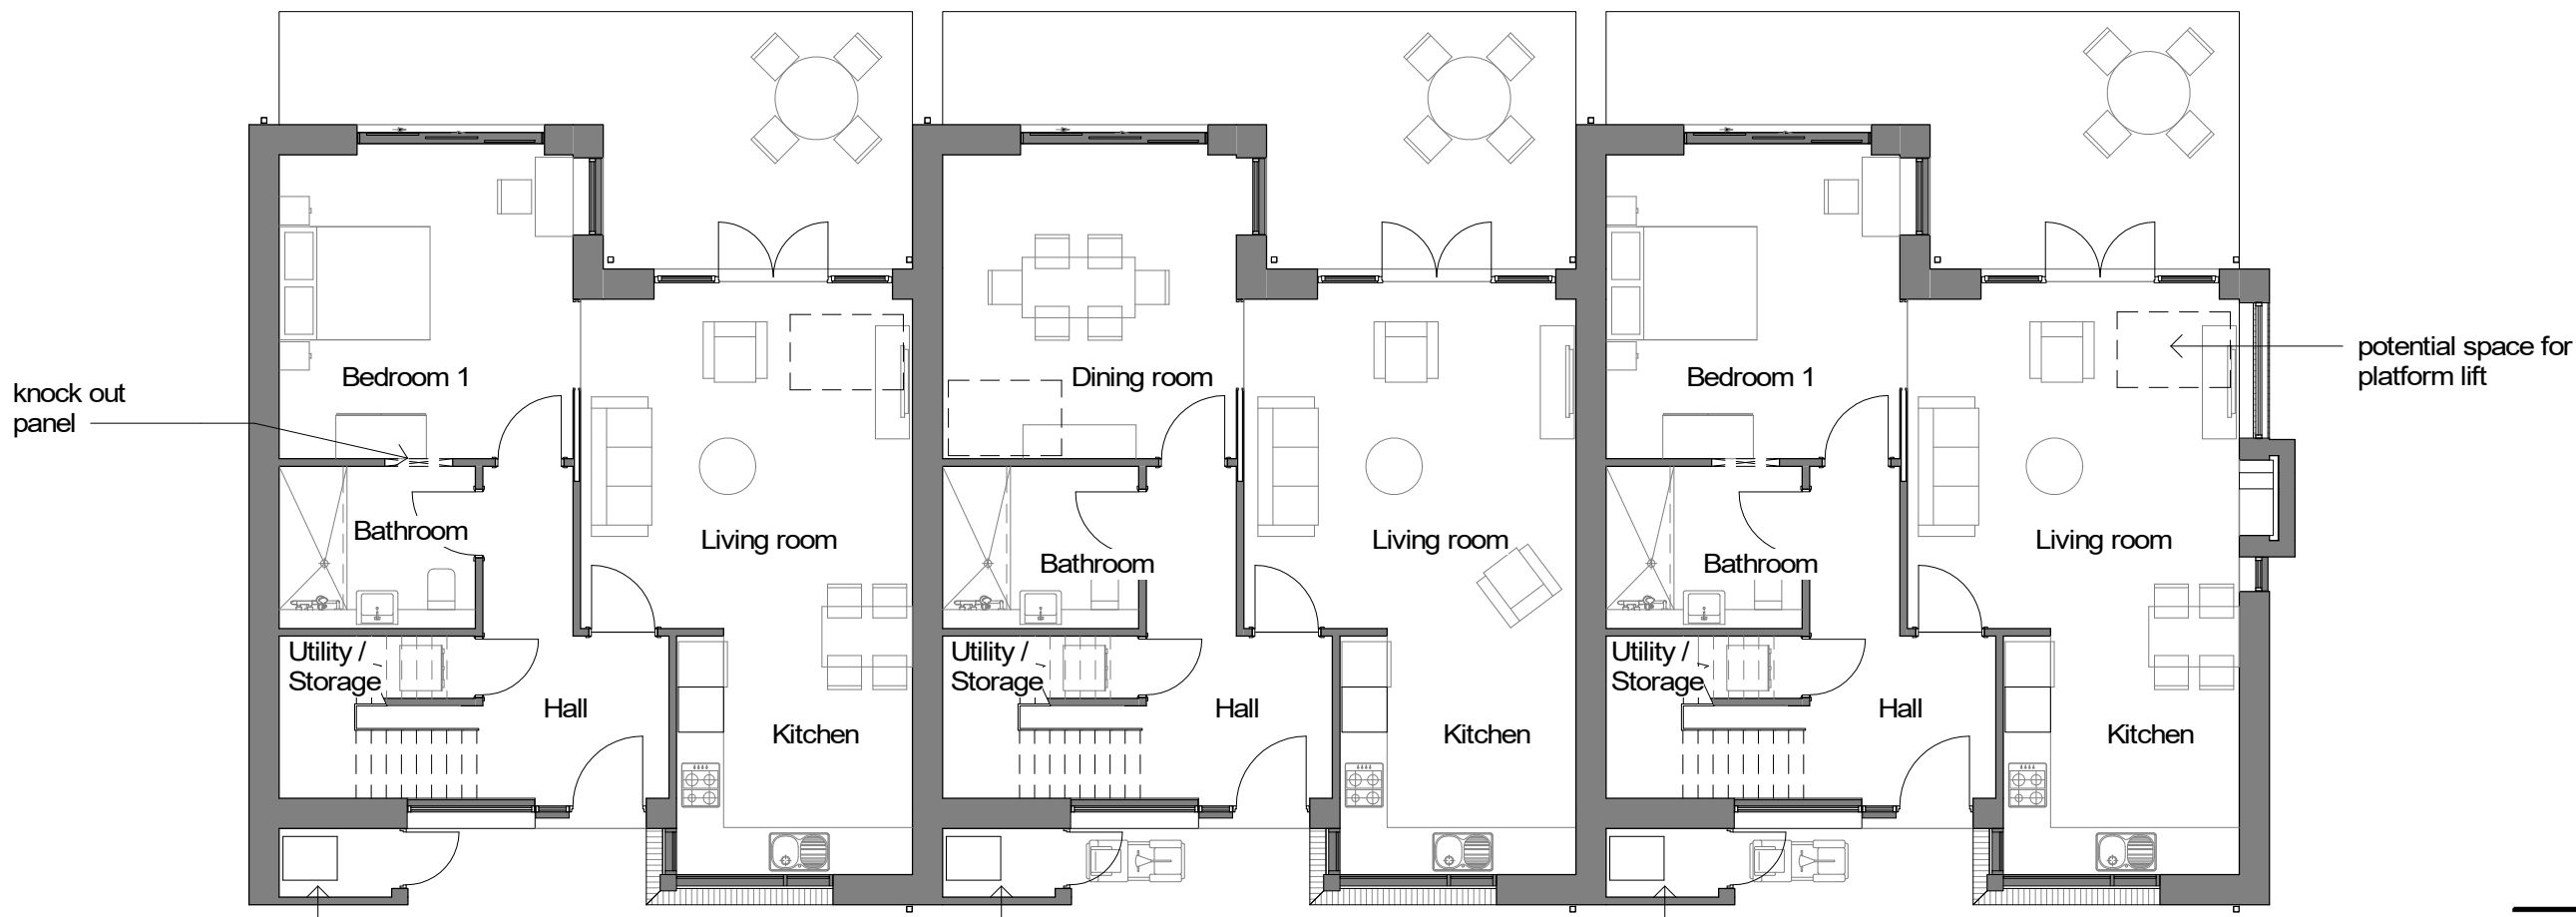 Bedroom 1
Dining room
Bedroom 1
potential space for
platform lift
knock out
panel
Bathroom
Living room
Bathroom
Living room
Bathroom
Living room
Utility /
Storage
Hall
Kitchen
Utility /
Storage
Hall
Kitchen
Utility /
Storage
Hall
Kitchen